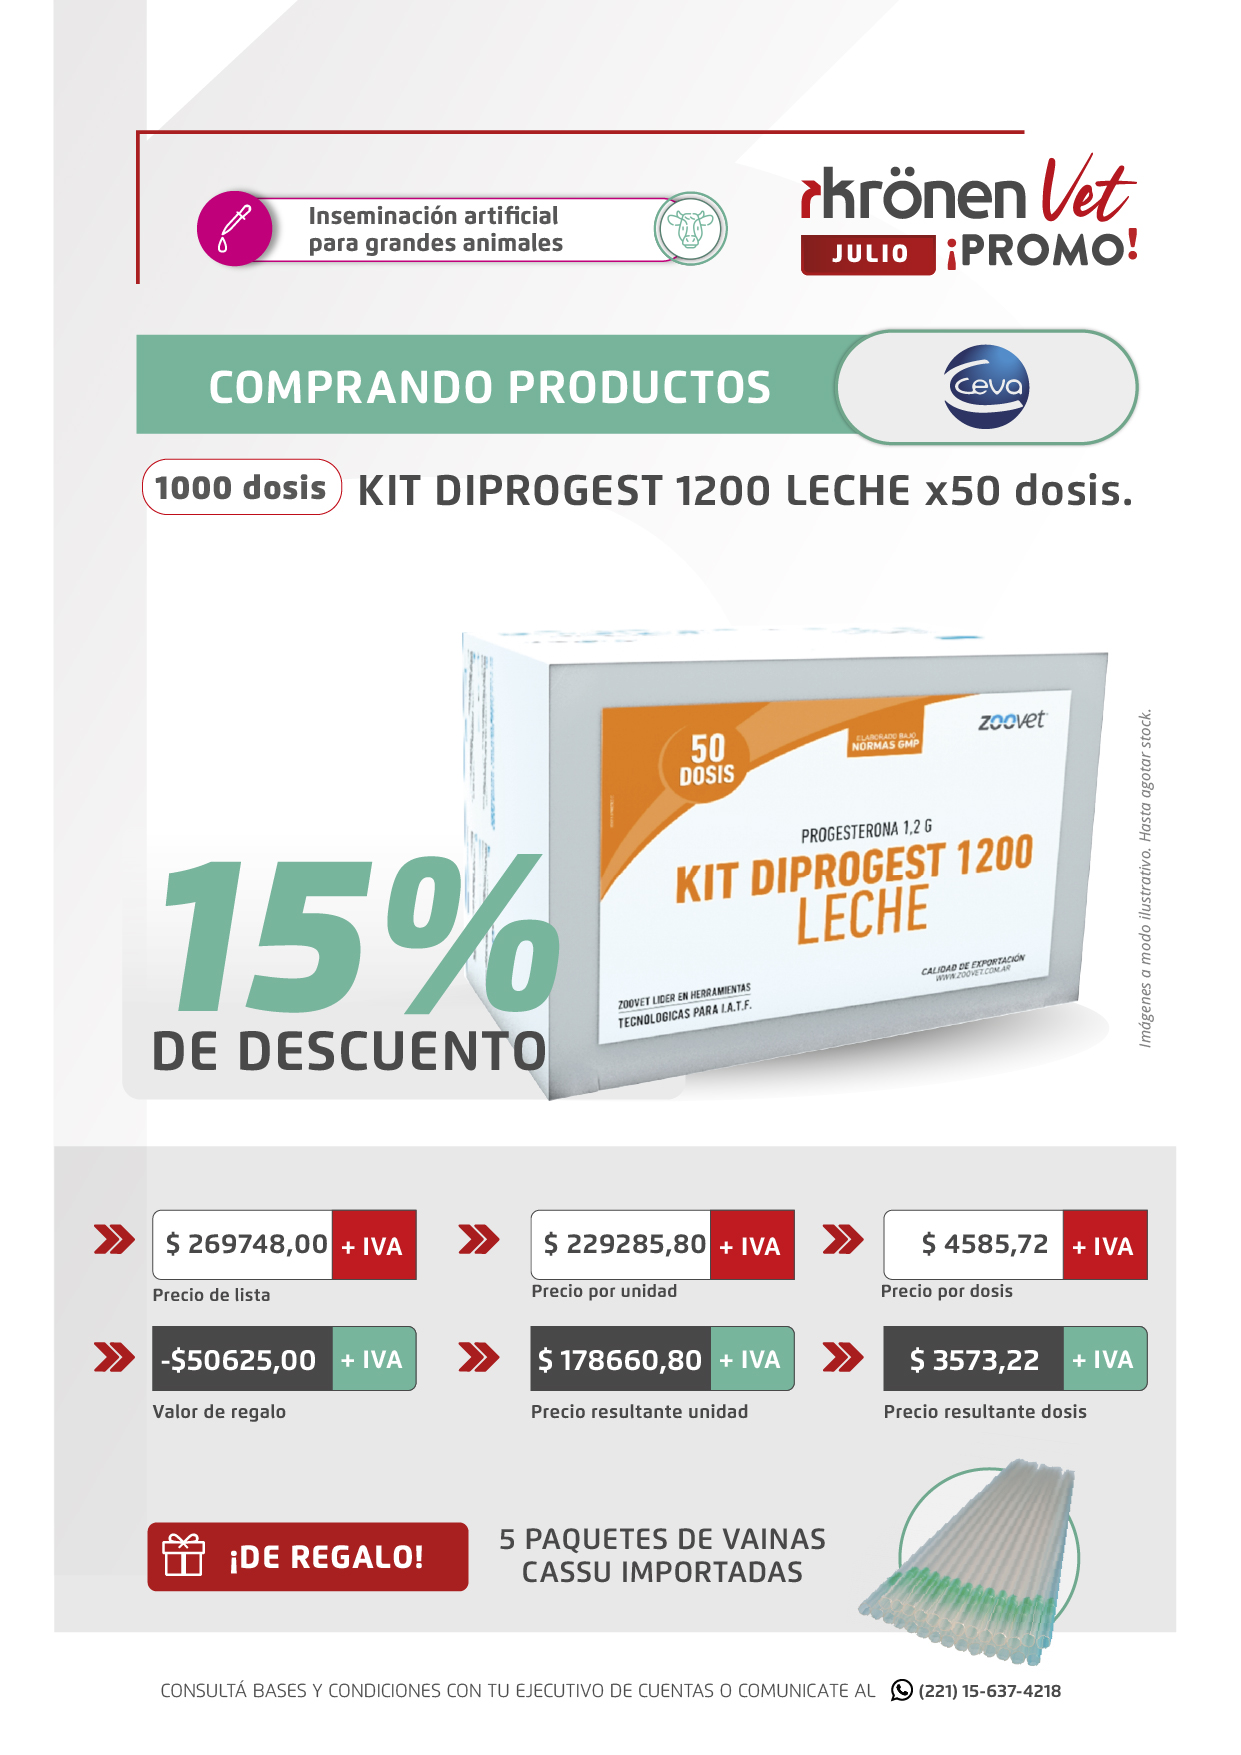 Inseminación artificial
para grandes animales
krönen Vet
JULIO ¡PROMO!
COMPRANDO PRODUCTOS
ceva
1000 dosis KIT DIPROGEST 1200 LECHE x50 dosis.
50
DOSIS
ELABORADO BAJO
NORMAS GMP
zoovet
PROGESTERONA 1,2 G
KIT DIPROGEST 1200
LECHE
CALIDAD DE EXPORTACIÓN
WWW.ZOOVET.COM.AR
ZOOVET LIDER EN HERRAMIENTAS
TECNOLOGICAS PARA I.A.T.F.
Imágenes a modo ilustrativo. Hasta agotar stock.
15%
DE DESCUENTO
$ 269748,00 + IVA
Precio de lista
$ 229285,80 + IVA
Precio por unidad
$ 4585,72 + IVA
Precio por dosis
-$50625,00 + IVA
Valor de regalo
$ 178660,80 + IVA
Precio resultante unidad
$ 3573,22 + IVA
Precio resultante dosis
¡DE REGALO!
5 PAQUETES DE VAINAS
CASSU IMPORTADAS
CONSULTÁ BASES Y CONDICIONES CON TU EJECUTIVO DE CUENTAS O COMUNICATE AL (221) 15-637-4218